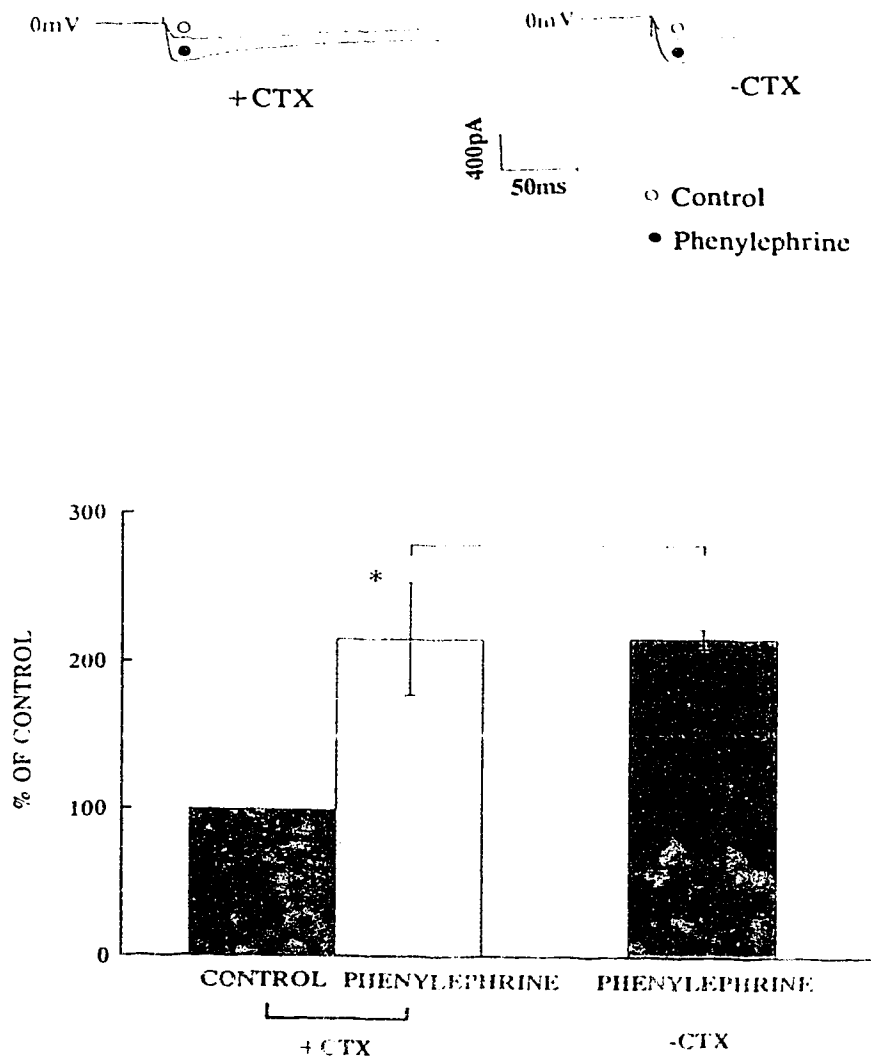 0mV
+CTX
0mV
-CTX
400pA
50ms
○ Control
● Phenylephrine
300
200
100
0
% OF CONTROL
*
CONTROL PHENYLEPHRINE PHENYLEPHRINE
+CTX
-CTX